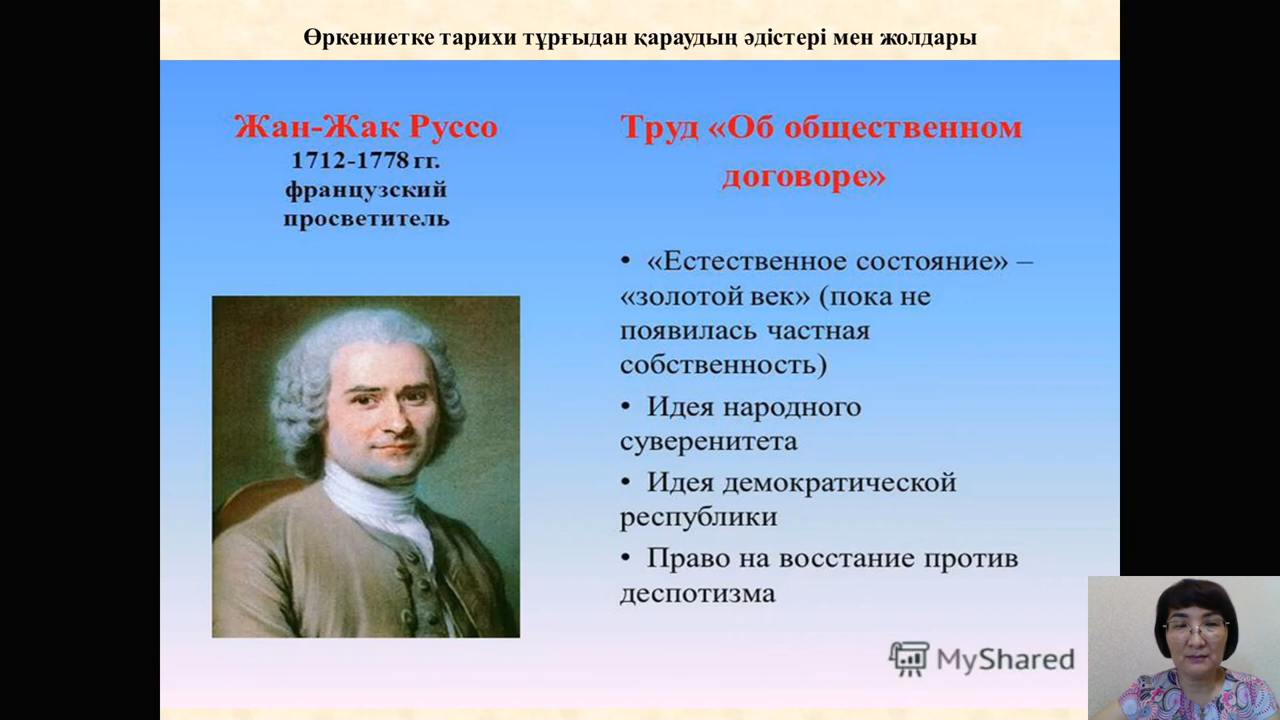 Өркениетке тарихи тұрғыдан қараудың әдістері мен жолдары
Жан-Жак Руссо
1712-1778 гг.
французский
просветитель
Труд «Об общественном
договоре»
• «Естественное состояние» –
«золотой век» (пока не
появилась частная
собственность)
• Идея народного
суверенитета
• Идея демократической
республики
• Право на восстание против
деспотизма
MyShared